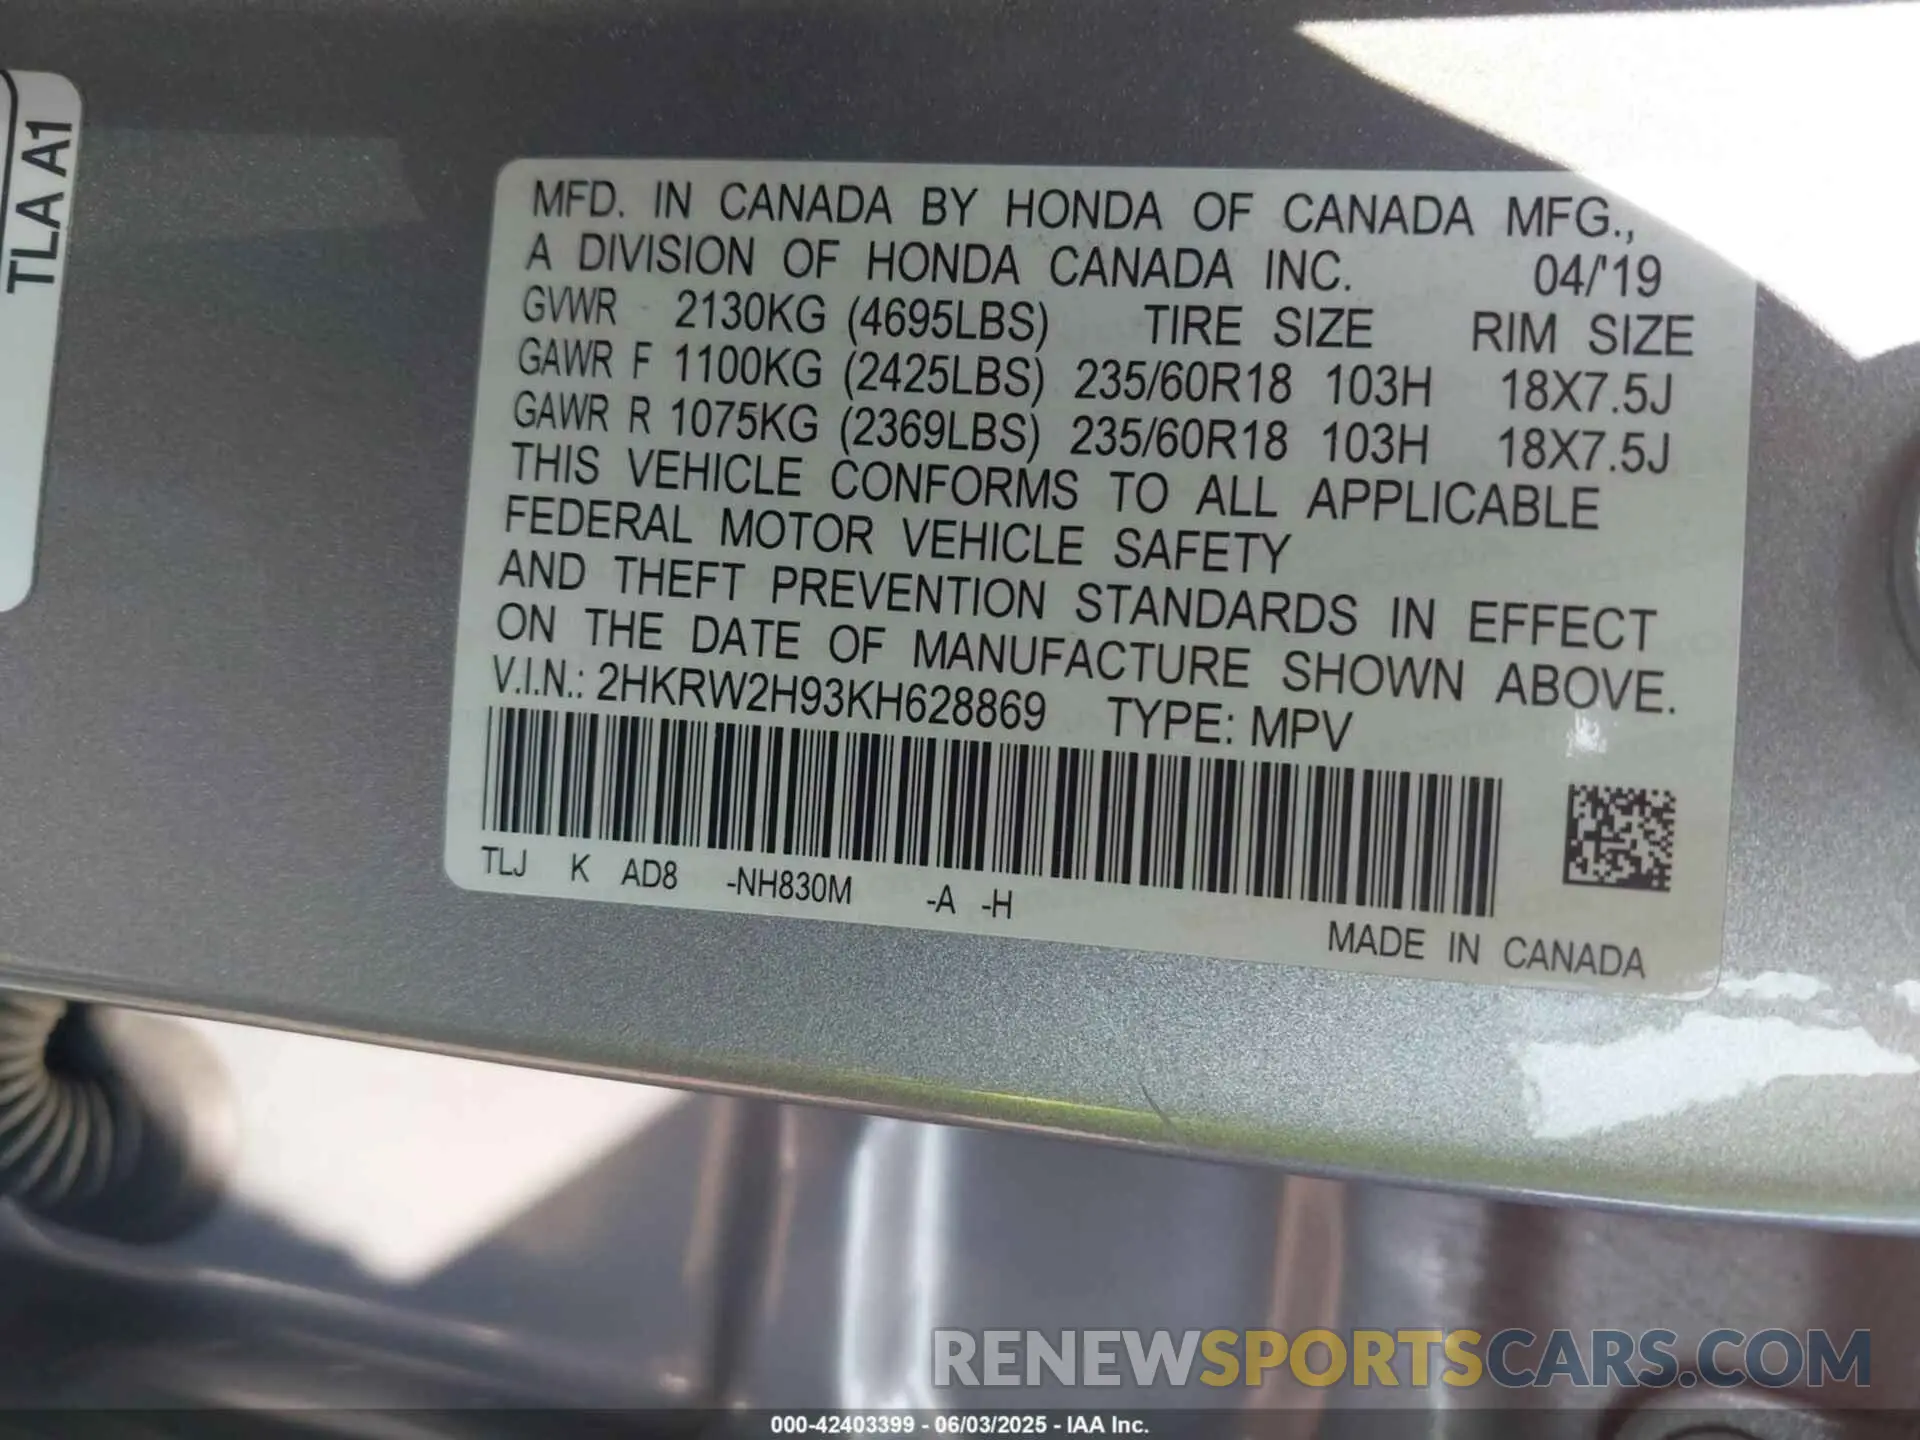 TLA A1
MFD. IN CANADA BY HONDA OF CANADA MFG.,
A DIVISION OF HONDA CANADA INC. 04/'19
GVWR 2130KG (4695LBS) TIRE SIZE RIM SIZE
GAWR F 1100KG (2425LBS) 235/60R18 103H 18X7.5J
GAWR R 1075KG (2369LBS) 235/60R18 103H 18X7.5J
THIS VEHICLE CONFORMS TO ALL APPLICABLE
FEDERAL MOTOR VEHICLE SAFETY
AND THEFT PREVENTION STANDARDS IN EFFECT
ON THE DATE OF MANUFACTURE SHOWN ABOVE.
V.I.N.: 2HKRW2H93KH628869 TYPE: MPV
TLJ K AD8 -NH830M -A -H
MADE IN CANADA
RENEWSPORTSCARS.COM
000-42403399 - 06/03/2025 - IAA Inc.